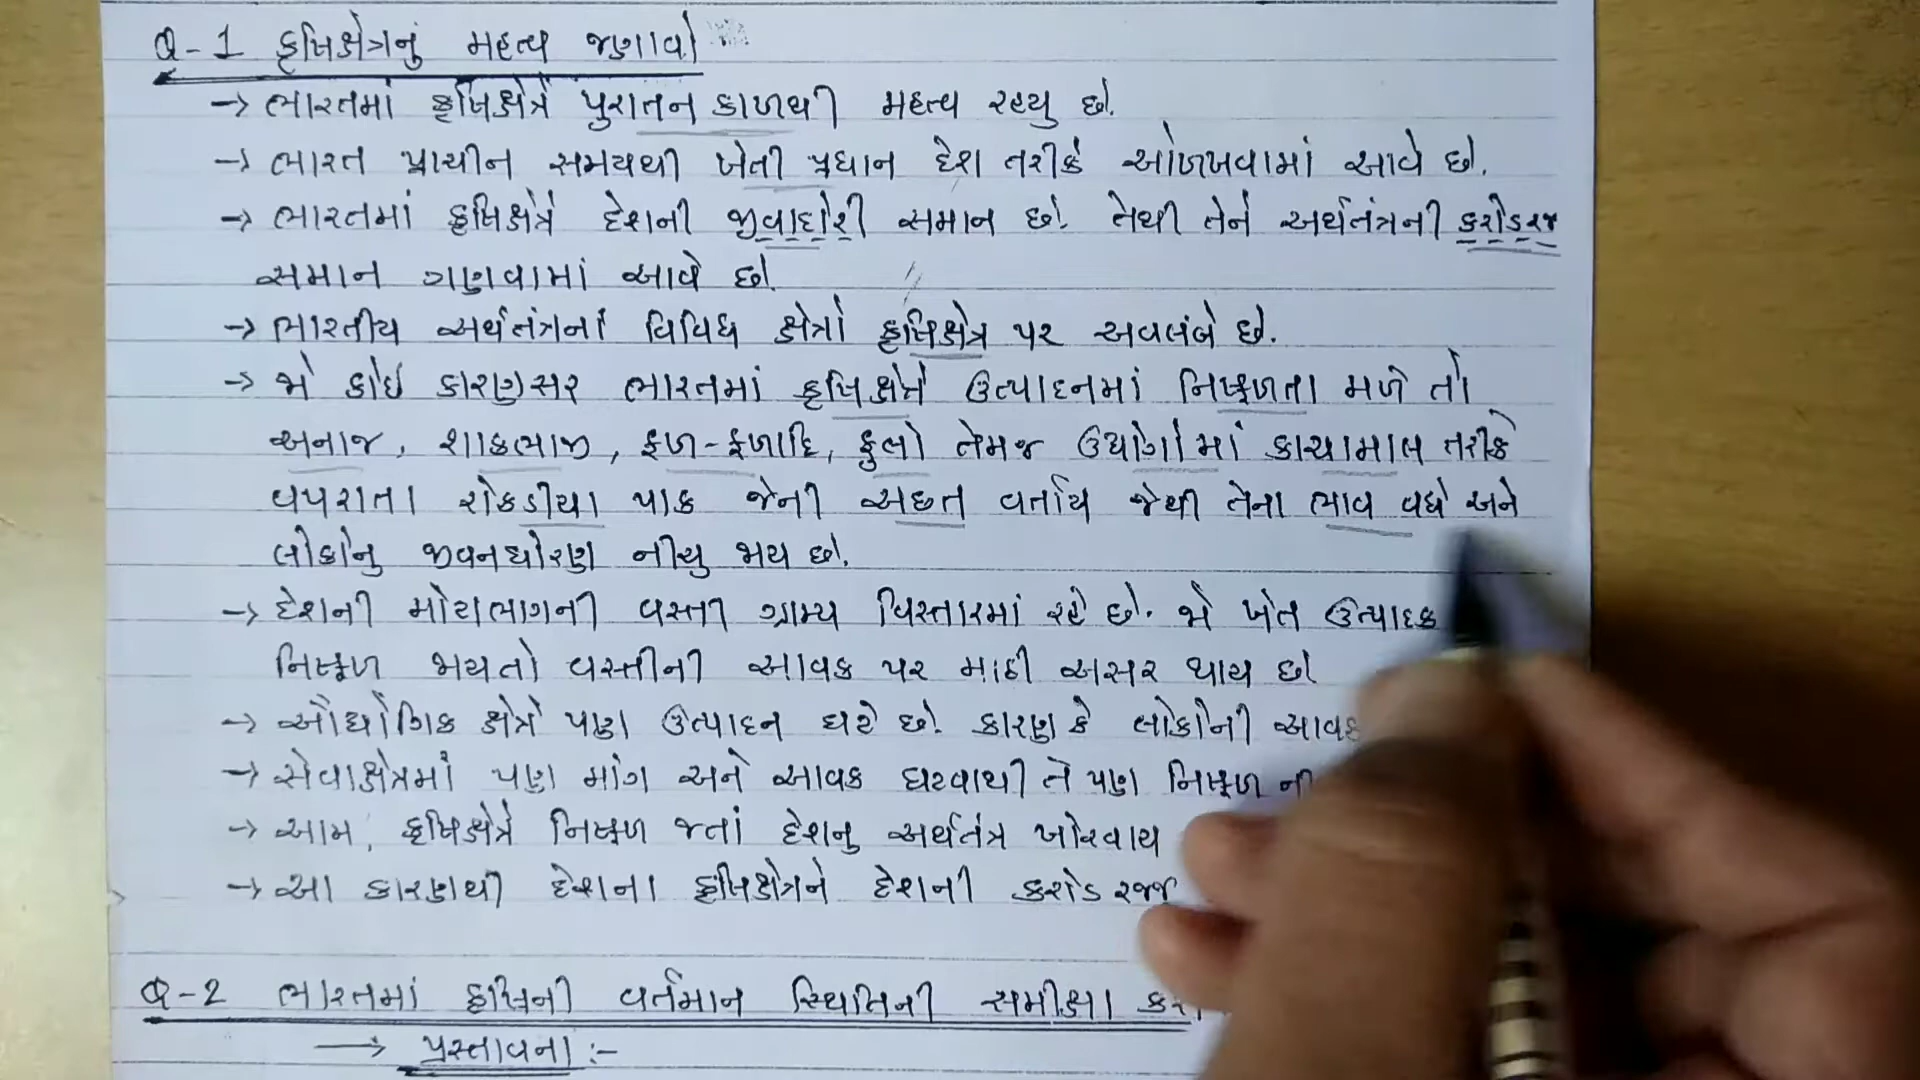 Q-1 કૃષિક્ષેત્રનું મહત્વ જણાવો
→ ભારતમાં કૃષિક્ષેત્રે પુરાતન કાળથી મહત્વ રહયુ છે.
→ ભારત પ્રાચીન સમયથી ખેતી પ્રધાન દેશ તરીકે ઓળખવામાં આવે છે.
→ ભારતમાં કૃષિક્ષેત્રે દેશની જીવાદોરી સમાન છે. તેથી તેને અર્થતંત્રની કરોડરજ
સમાન ગણવામાં આવે છે.
→ ભારતીય અર્થતંત્રનાં વિવિધ ક્ષેત્રો કૃષિક્ષેત્ર પર અવલંબે છે.
→ જો કોઇ કારણસર ભારતમાં કૃષિક્ષેત્રે ઉત્પાદનમાં નિષ્ફળતા મળે તો
અનાજ, શાકભાજી, ફળ-ફળાદિ, ફુલો તેમજ ઉદ્યોગોમાં કાચામાલ તરીકે
વપરાતા રોકડીયા પાક જેની અછત વર્તાય જેથી તેના ભાવ વધે અને
લોકોનુ જીવનધોરણ નીચુ જાય છે.
→ દેશની મોટાભાગની વસ્તી ગ્રામ્ય વિસ્તારમાં રહે છે. જો ખેત ઉત્પાદક
નિષ્ફળ જાયતો વસ્તીની આવક પર માઠી અસર થાય છે
→ ઔદ્યોગિક ક્ષેત્રે પણ ઉત્પાદન ઘટે છે. કારણ કે લોકોની આવક
→ સેવાક્ષેત્રમાં પણ માંગ અને આવક ઘટવાથી તે પણ નિષ્ફળ ની
→ આમ, કૃષિક્ષેત્રે નિષ્ફળ જતાં દેશનુ અર્થતંત્ર ખોરવાય
→ આ કારણથી દેશના કૃષિક્ષેત્રને દેશની કરોડ રજ્જુ
Q-2 ભારતમાં કૃષિની વર્તમાન સ્થિતિની સમીક્ષા કરો
→ પ્રસ્તાવના :-